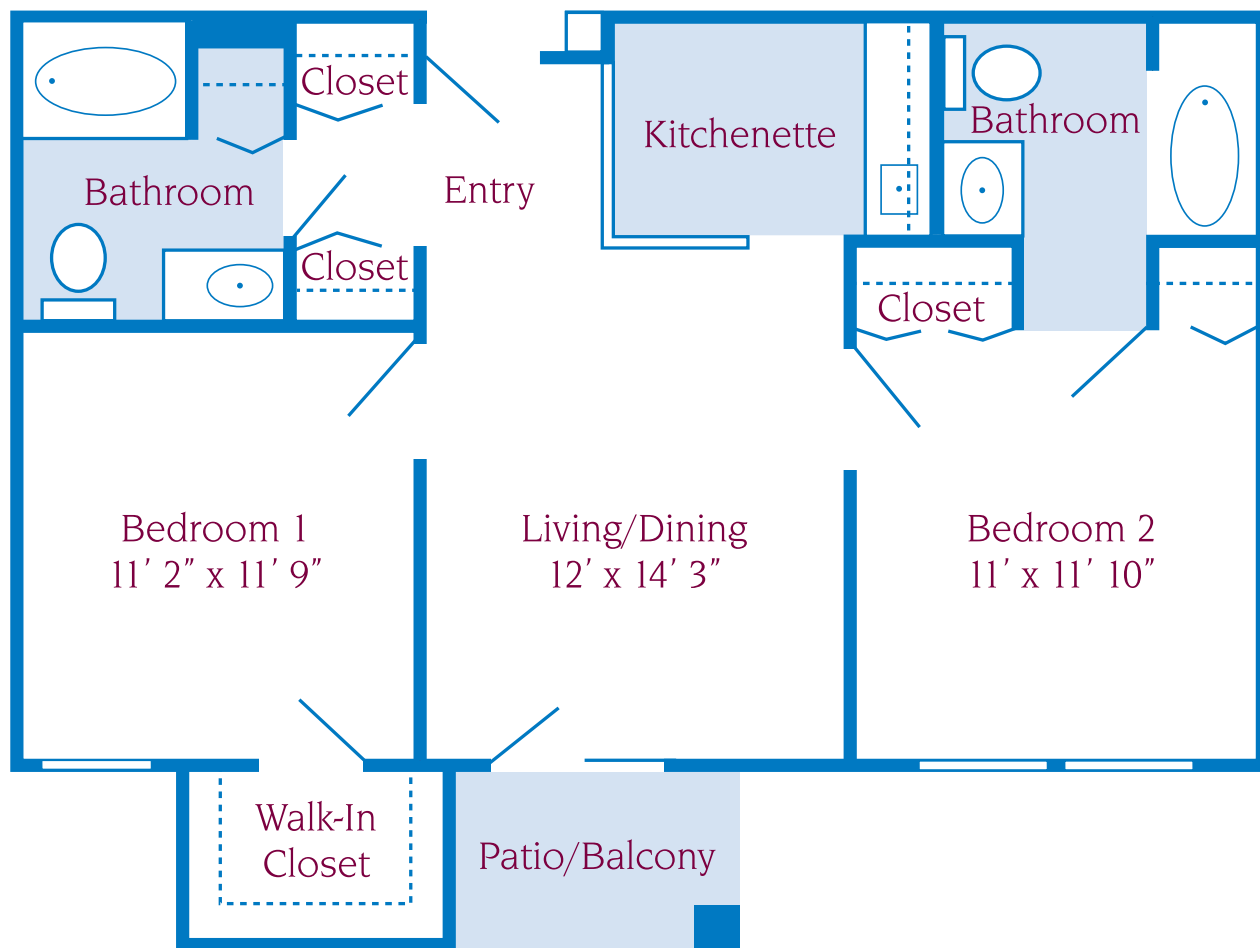 Closet
Kitchenette
Bathroom
Bathroom
Entry
Closet
Closet
Bedroom 1
11’ 2” x 11’ 9”
Living/Dining
12’ x 14’ 3”
Bedroom 2
11’ x 11’ 10”
Walk-In
Closet
Patio/Balcony